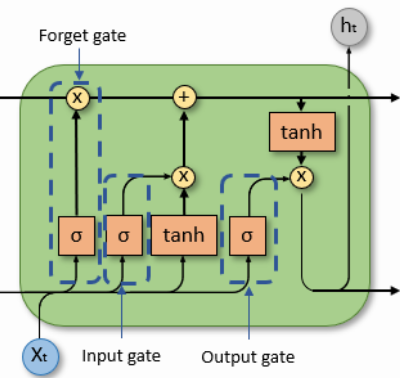 Forget gate
hₜ
x
+
tanh
x
x
σ
σ
tanh
σ
Xₜ
Input gate
Output gate